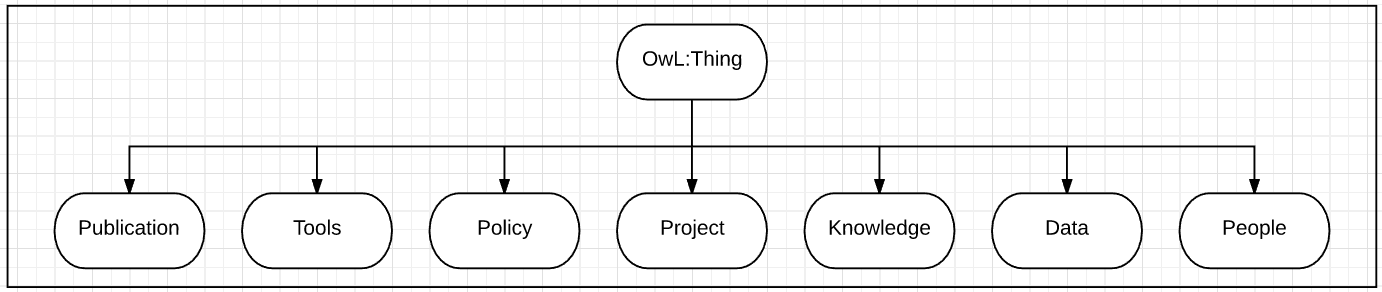 OwL:Thing
Publication
Tools
Policy
Project
Knowledge
Data
People